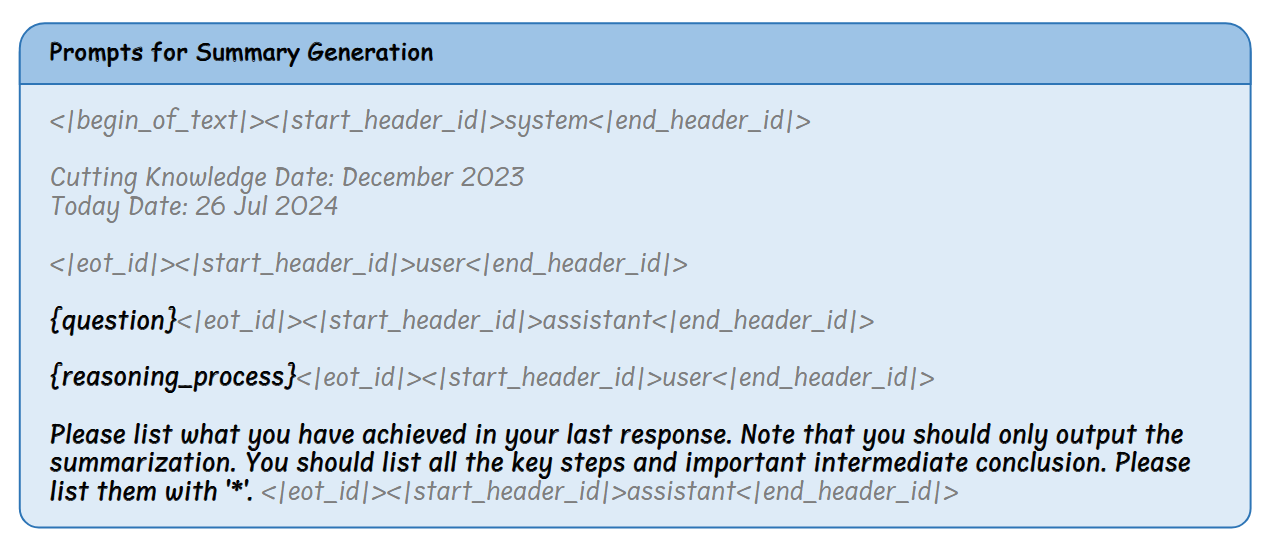 Prompts for Summary Generation
<|begin_of_text|><|start_header_id|>system<|end_header_id|>
Cutting Knowledge Date: December 2023
Today Date: 26 Jul 2024
<|eot_id|><|start_header_id|>user<|end_header_id|>
{question}<|eot_id|><|start_header_id|>assistant<|end_header_id|>
{reasoning_process}<|eot_id|><|start_header_id|>user<|end_header_id|>
Please list what you have achieved in your last response. Note that you should only output the
summarization. You should list all the key steps and important intermediate conclusion. Please
list them with '*'. <|eot_id|><|start_header_id|>assistant<|end_header_id|>